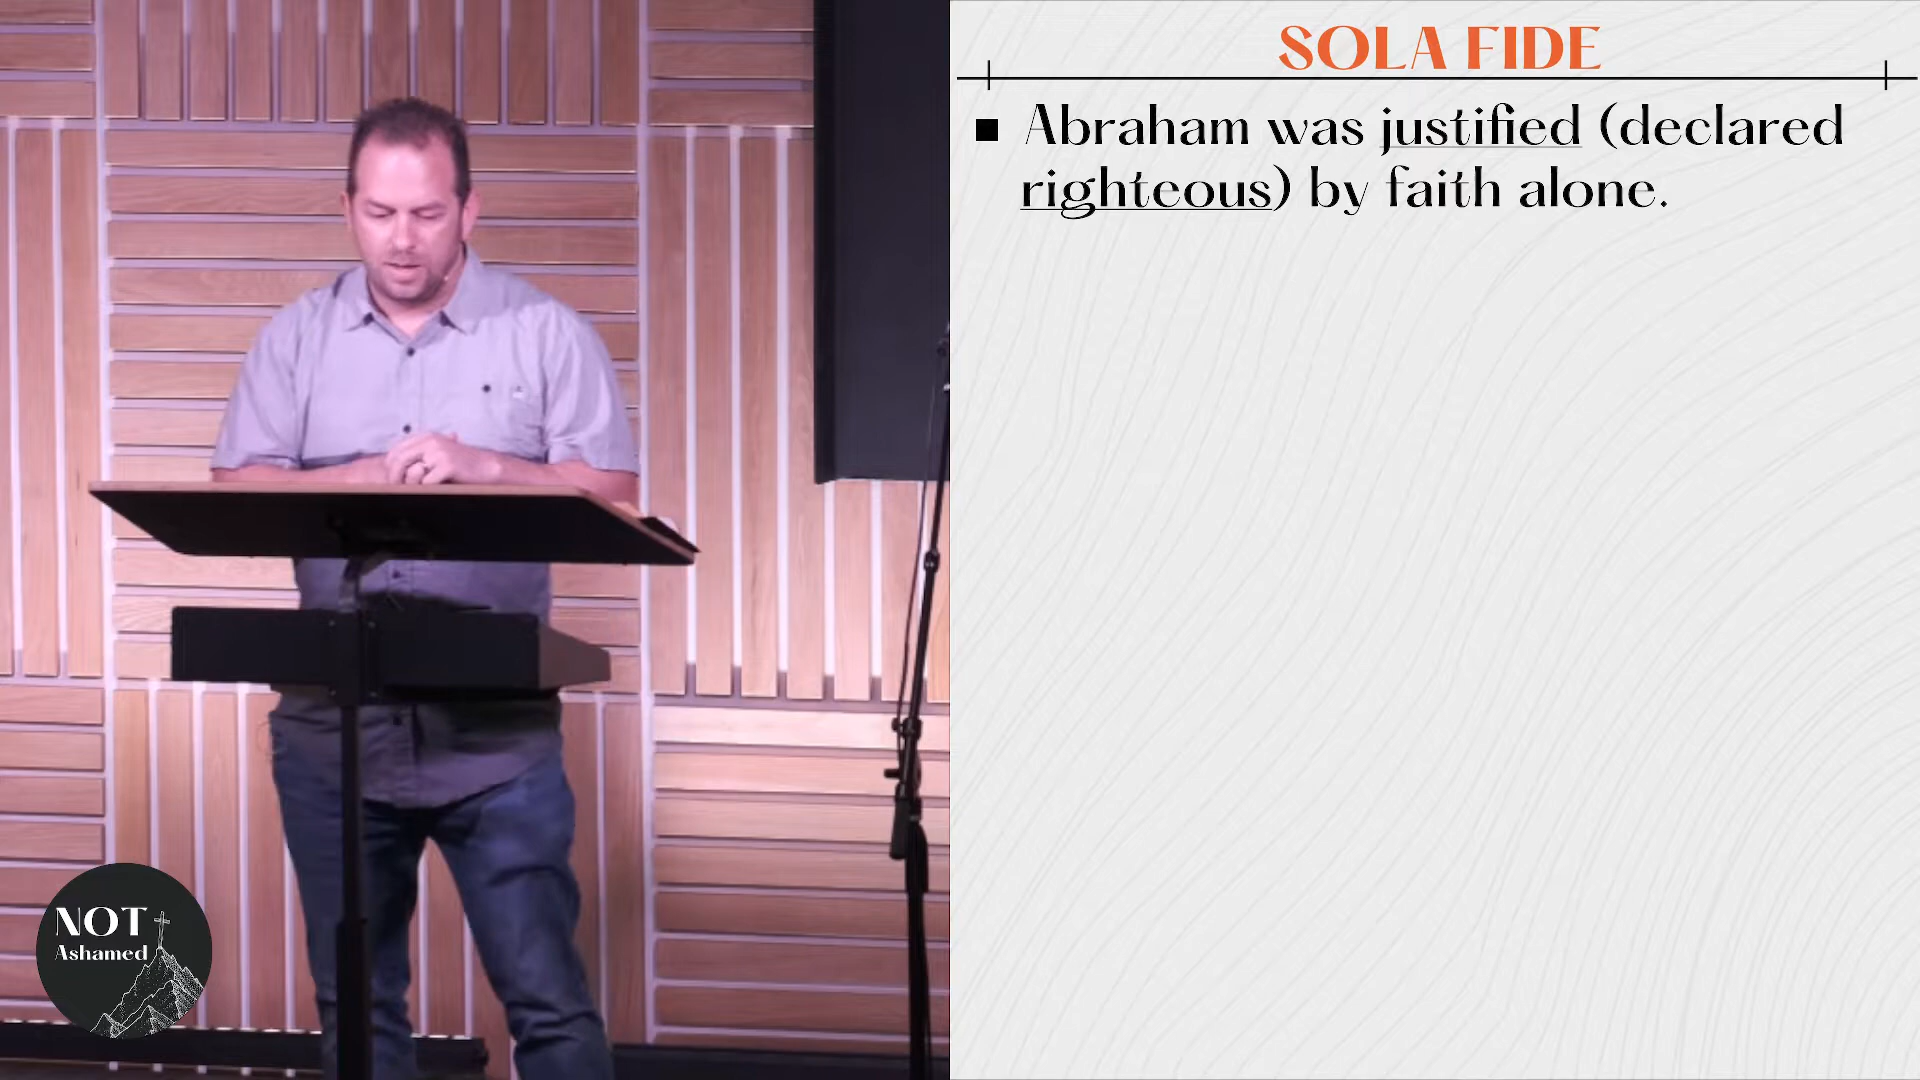 SOLA FIDE
■ Abraham was justified (declared
righteous) by faith alone.
NOT
Ashamed